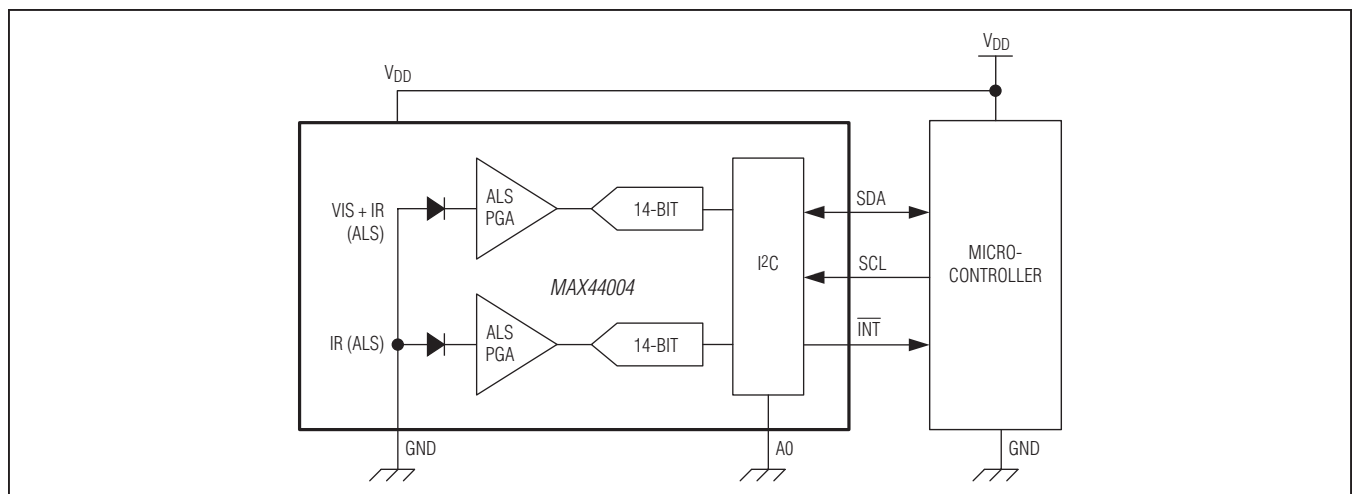 VDD
VDD
VIS + IR
(ALS)
ALS
PGA
14-BIT
I2C
SDA
MICRO-
CONTROLLER
SCL
MAX44004
IR (ALS)
ALS
PGA
14-BIT
INT
GND
A0
GND